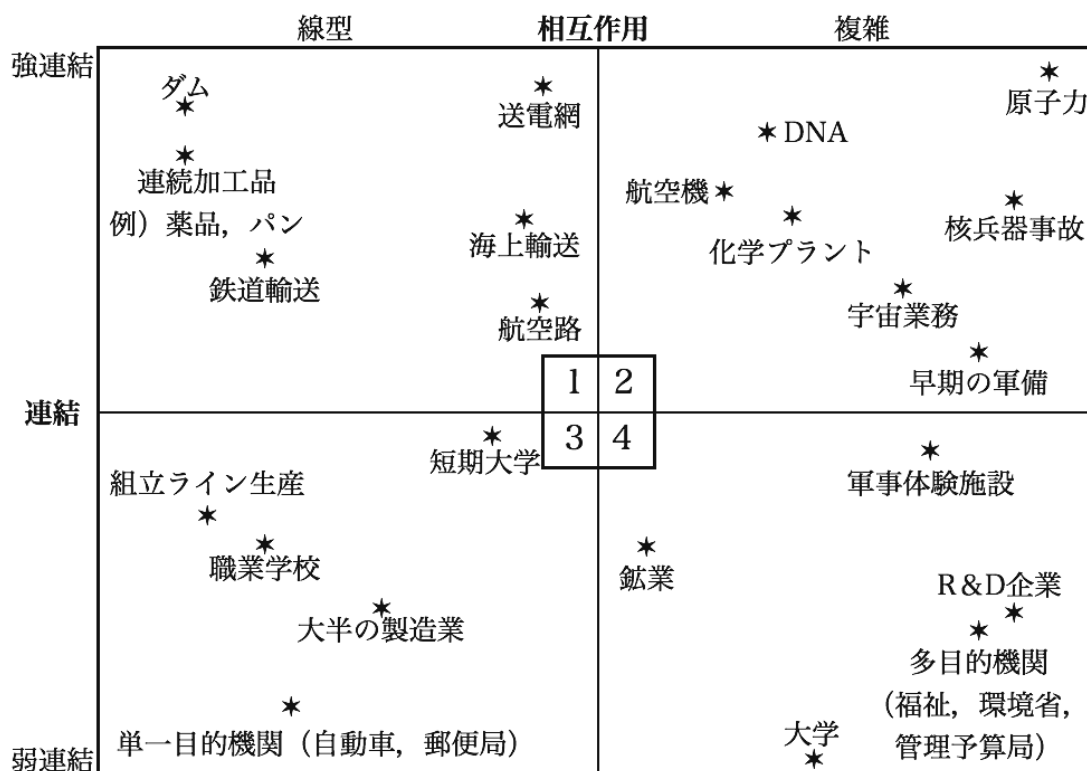 線型
相互作用
複雑
強連結
ダム
送電網
原子力
DNA
連続加工品
例）薬品，パン
航空機
化学プラント
核兵器事故
海上輸送
鉄道輸送
航空路
宇宙業務
早期の軍備
1
2
連結
3
4
短期大学
組立ライン生産
軍事体験施設
職業学校
鉱業
R&D企業
大半の製造業
多目的機関
（福祉，環境省，
管理予算局）
単一目的機関（自動車，郵便局）
大学
弱連結